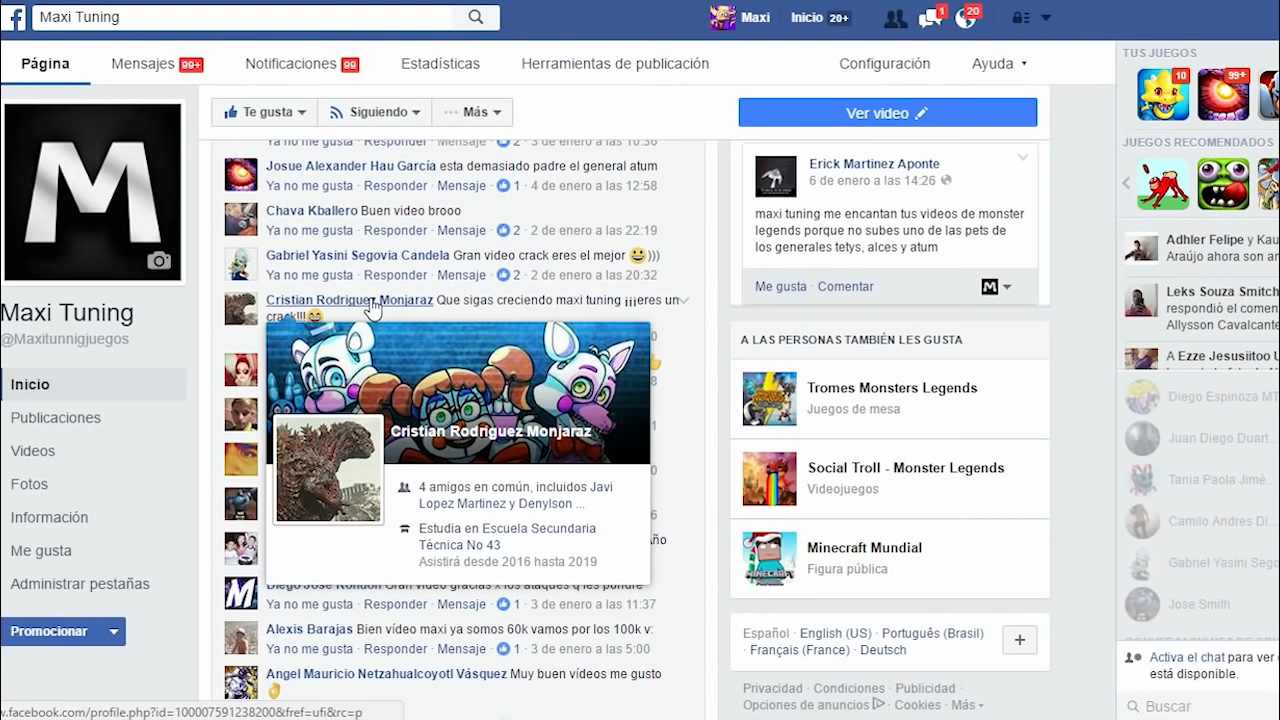 f
Maxi Tuning
Maxi
Inicio 20+
1
20
Página
Mensajes 99+
Notificaciones 99
Estadísticas
Herramientas de publicación
Configuración
Ayuda
TUS JUEGOS
10
99+
JUEGOS RECOMENDADOS
M
Maxi Tuning
@Maxitunnigjuegos
Inicio
Publicaciones
Videos
Fotos
Información
Me gusta
Administrar pestañas
Promocionar
Te gusta
Siguiendo
Más
Ver video
Ya no me gusta · Responder · Mensaje · 2 · 3 de enero a las 10:36
Josue Alexander Hau García esta demasiado padre el general atum
Ya no me gusta · Responder · Mensaje · 1 · 4 de enero a las 12:58
Chava Kballero Buen video brooo
Ya no me gusta · Responder · Mensaje · 2 · 2 de enero a las 22:19
Gabriel Yasini Segovia Candela Gran video crack eres el mejor 😀)))
Ya no me gusta · Responder · Mensaje · 2 · 2 de enero a las 20:32
Cristian Rodriguez Monjaraz Que sigas creciendo maxi tuning ¡¡¡eres un
crack!!!😄
Cristian Rodriguez Monjaraz
4 amigos en común, incluidos Javi
Lopez Martinez y Denylson ...
Estudia en Escuela Secundaria
Técnica No 43
Asistirá desde 2016 hasta 2019
Año
Diego Jose Rondon Gran video gracias x los ataques q les pondre
Ya no me gusta · Responder · Mensaje · 1 · 3 de enero a las 11:37
Alexis Barajas Bien vídeo maxi ya somos 60k vamos por los 100k v:
Ya no me gusta · Responder · Mensaje · 1 · 3 de enero a las 5:00
Angel Mauricio Netzahualcoyotl Vásquez Muy buen vídeos me gusto
👌
w.facebook.com/profile.php?id=100007591238200&fref=ufi&rc=p
Erick Martinez Aponte
6 de enero a las 14:26
maxi tuning me encantan tus videos de monster
legends porque no subes uno de las pets de
los generales tetys, alces y atum
Me gusta · Comentar
M
A LAS PERSONAS TAMBIÉN LES GUSTA
Tromes Monsters Legends
Juegos de mesa
Social Troll - Monster Legends
Videojuegos
Minecraft Mundial
Figura pública
Español · English (US) · Português (Brasil)
· Français (France) · Deutsch
+
Privacidad · Condiciones · Publicidad ·
Opciones de anuncios · Cookies · Más
Adhler Felipe y Kau
Araújo ahora son ar
Leks Souza Smitch
respondió el comen
Allysson Cavalcante
A Ezze Jesusiitoo L
Diego Espinoza MT
Juan Diego Duart...
Tania Paola Jimè...
Camilo Andres Di...
Gabriel Yasini Sego
Jose Smith
Activa el chat para ver
está disponible.
Buscar